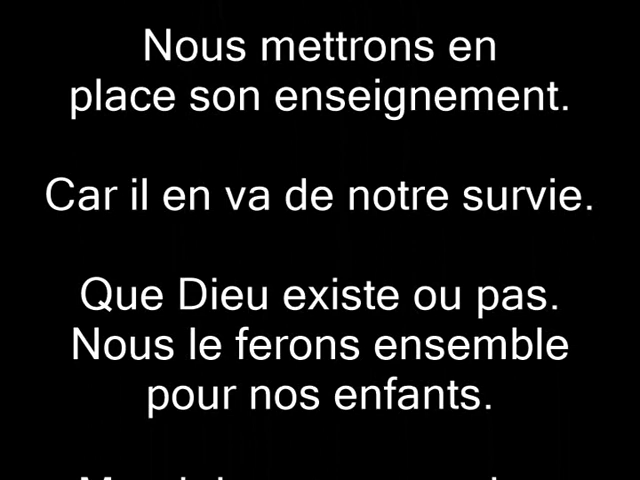 Nous mettrons en
place son enseignement.
Car il en va de notre survie.
Que Dieu existe ou pas.
Nous le ferons ensemble
pour nos enfants.